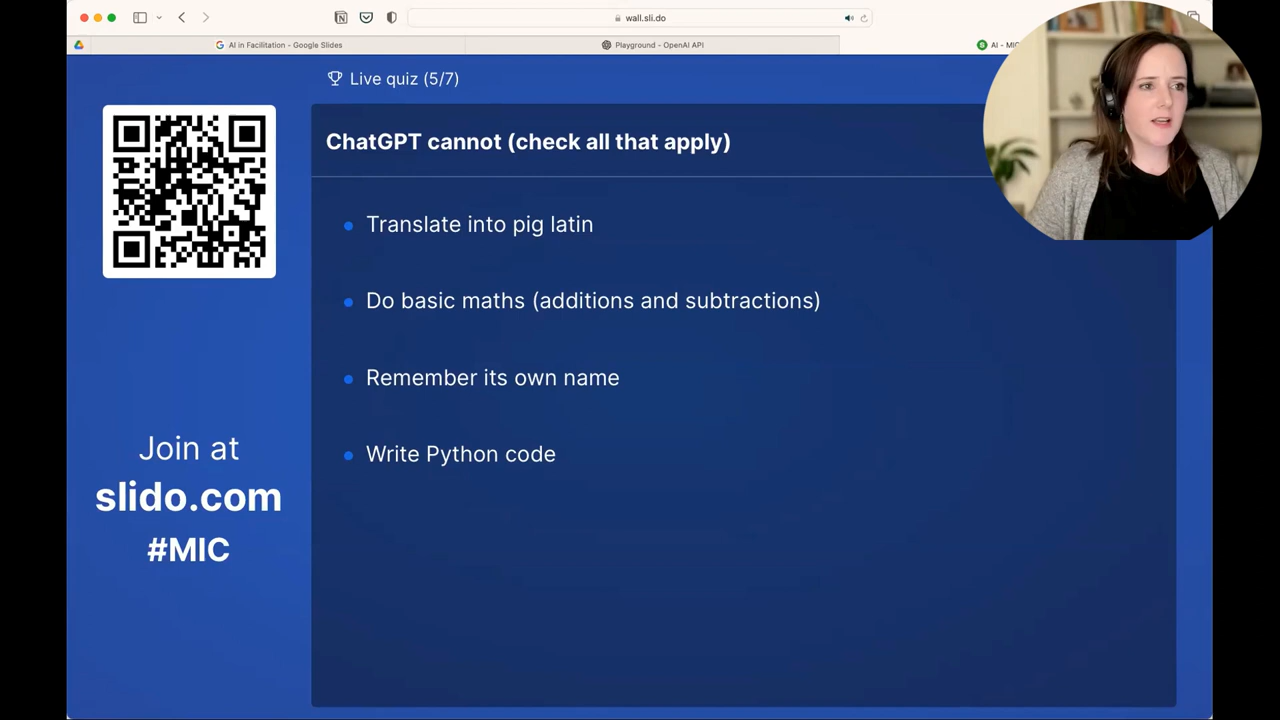 wall.sli.do
AI in Facilitation - Google Slides
Playground - OpenAI API
AI - MIC
Live quiz (5/7)
ChatGPT cannot (check all that apply)
Translate into pig latin
Do basic maths (additions and subtractions)
Remember its own name
Write Python code
Join at
slido.com
#MIC